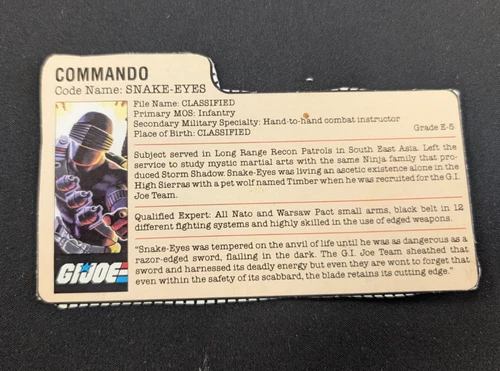 COMMANDO
Code Name: SNAKE-EYES
File Name: CLASSIFIED
Primary MOS: Infantry
Secondary Military Specialty: Hand-to-hand combat instructor
Place of Birth: CLASSIFIED
Grade E-5
Subject served in Long Range Recon Patrols in South East Asia. Left the
service to study mystic martial arts with the same Ninja family that pro-
duced Storm Shadow. Snake-Eyes was living an ascetic existence alone in the
High Sierras with a pet wolf named Timber when he was recruited for the G.I.
Joe Team.
Qualified Expert: All Nato and Warsaw Pact small arms, black belt in 12
different fighting systems and highly skilled in the use of edged weapons.
"Snake-Eyes was tempered on the anvil of life until he was as dangerous as a
razor-edged sword, flailing in the dark. The G.I. Joe Team sheathed that
sword and harnessed its deadly energy but even they are wont to forget that
even within the safety of its scabbard, the blade retains its cutting edge."
G.I. JOE